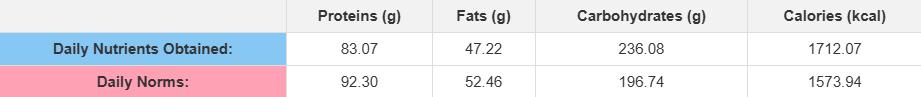 Proteins (g) Fats (g) Carbohydrates (g) Calories (kcal)
Daily Nutrients Obtained: 83.07 47.22 236.08 1712.07
Daily Norms: 92.30 52.46 196.74 1573.94